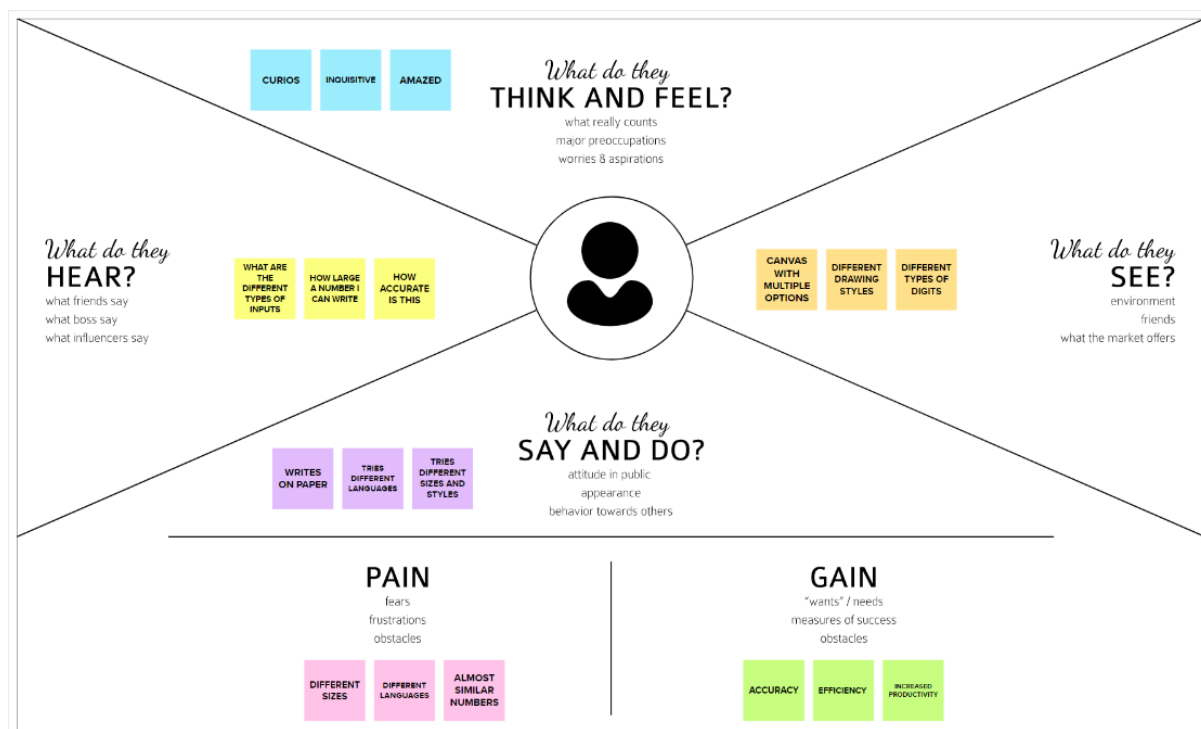 CURIOS
INQUISITIVE
AMAZED
What do they
THINK AND FEEL?
what really counts
major preoccupations
worries & aspirations
What do they
HEAR?
what friends say
what boss say
what influencers say
WHAT ARE
THE
DIFFERENT
TYPES OF
INPUTS
HOW LARGE
A NUMBER I
CAN WRITE
HOW
ACCURATE
IS THIS
CANVAS
WITH
MULTIPLE
OPTIONS
DIFFERENT
DRAWING
STYLES
DIFFERENT
TYPES OF
DIGITS
What do they
SEE?
environment
friends
what the market offers
What do they
SAY AND DO?
attitude in public
appearance
behavior towards others
WRITES
ON PAPER
TRIES
DIFFERENT
LANGUAGES
TRIES
DIFFERENT
SIZES AND
STYLES
PAIN
fears
frustrations
obstacles
DIFFERENT
SIZES
DIFFERENT
LANGUAGES
ALMOST
SIMILAR
NUMBERS
GAIN
"wants" / needs
measures of success
obstacles
ACCURACY
EFFICIENCY
INCREASED
PRODUCTIVITY